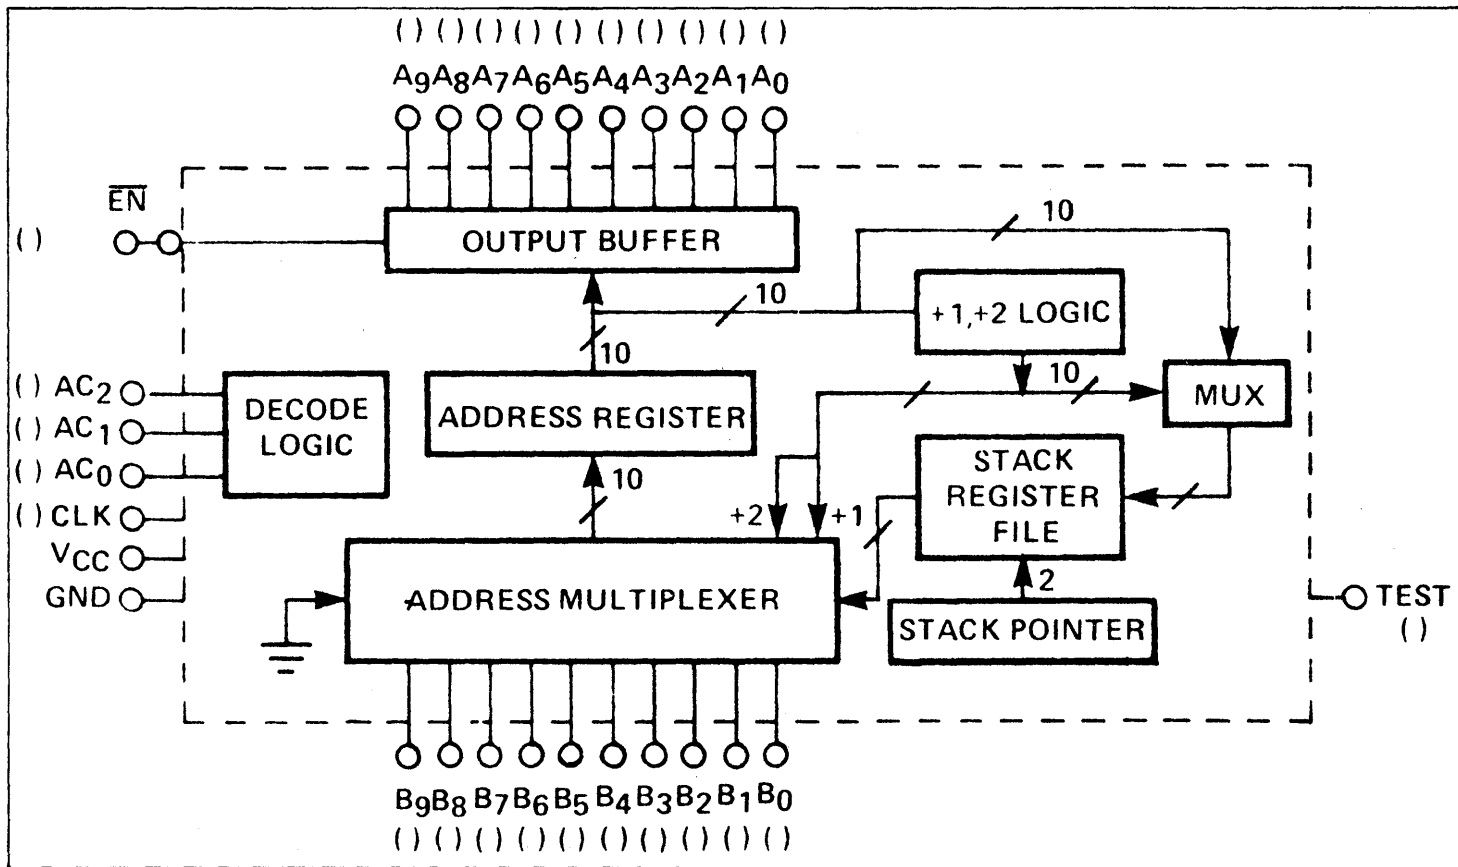 ( ) ( ) ( ) ( ) ( ) ( ) ( ) ( ) ( ) ( )
A9 A8 A7 A6 A5 A4 A3 A2 A1 A0
EN
( )
OUTPUT BUFFER
10
10
+1,+2 LOGIC
10
10
MUX
( ) AC2
( ) AC1
( ) AC0
( ) CLK
VCC
GND
DECODE
LOGIC
ADDRESS REGISTER
10
STACK
REGISTER
FILE
+2
+1
2
ADDRESS MULTIPLEXER
STACK POINTER
TEST
( )
B9 B8 B7 B6 B5 B4 B3 B2 B1 B0
( ) ( ) ( ) ( ) ( ) ( ) ( ) ( ) ( ) ( )